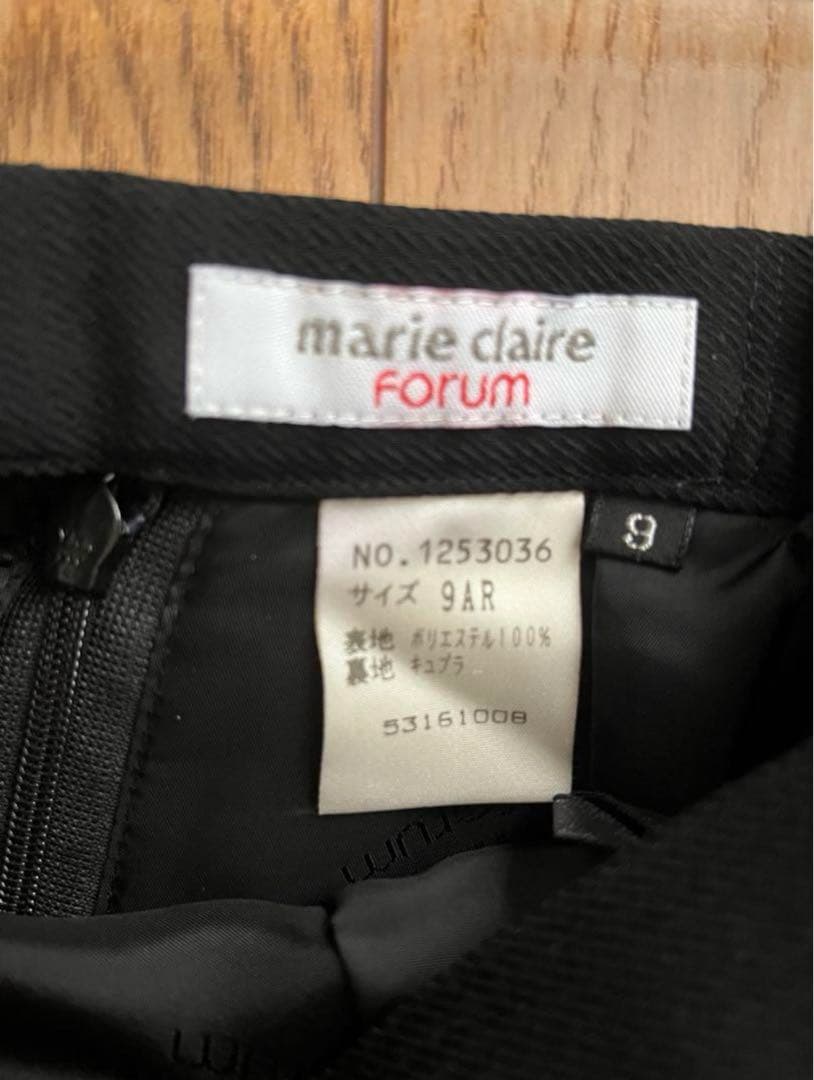 marie claire
Forum
NO.1253036
サイズ 9AR
表地 ポリエステル100%
裏地 キュプラ
53161008
9